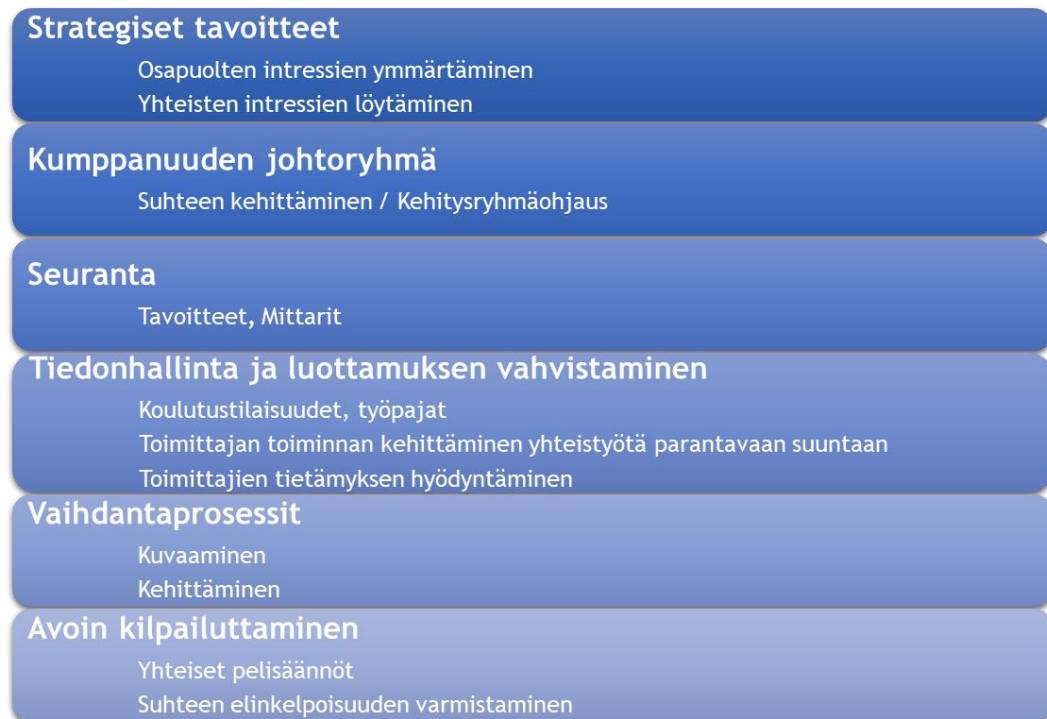 Strategiset tavoitteet
Osapuolten intressien ymmärtäminen
Yhteisten intressien löytäminen
Kumppanuuden johtoryhmä
Suhteen kehittäminen / Kehitysryhmäohjaus
Seuranta
Tavoitteet, Mittarit
Tiedonhallinta ja luottamuksen vahvistaminen
Koulutustilaisuudet, työpajat
Toimittajan toiminnan kehittäminen yhteistyötä parantavaan suuntaan
Toimittajien tietämyksen hyödyntäminen
Vaihdantaprosessit
Kuvaaminen
Kehittäminen
Avoin kilpailuttaminen
Yhteiset pelisäännöt
Suhteen elinkelpoisuuden varmistaminen